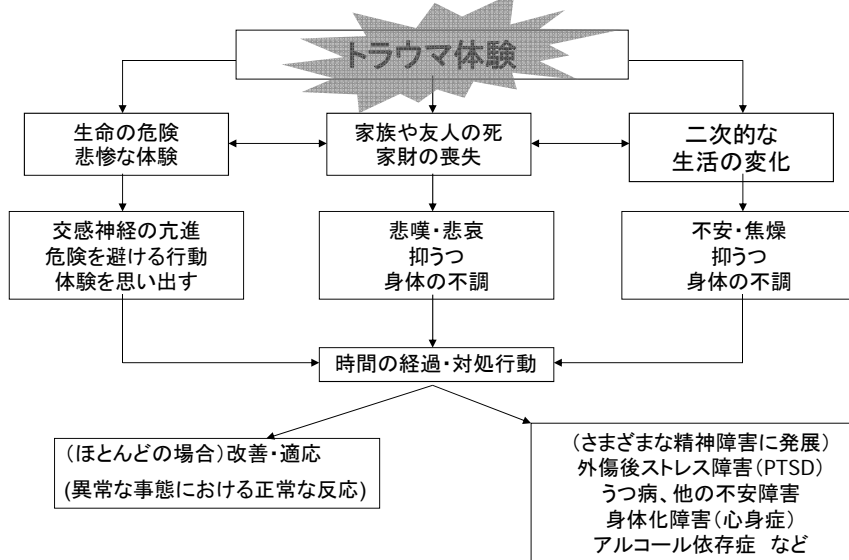 トラウマ体験
生命の危険
悲惨な体験
家族や友人の死
家財の喪失
二次的な
生活の変化
交感神経の亢進
危険を避ける行動
体験を思い出す
悲嘆・悲哀
抑うつ
身体の不調
不安・焦燥
抑うつ
身体の不調
時間の経過・対処行動
(ほとんどの場合)改善・適応
(異常な事態における正常な反応)
(さまざまな精神障害に発展)
外傷後ストレス障害(PTSD)
うつ病、他の不安障害
身体化障害(心身症)
アルコール依存症 など